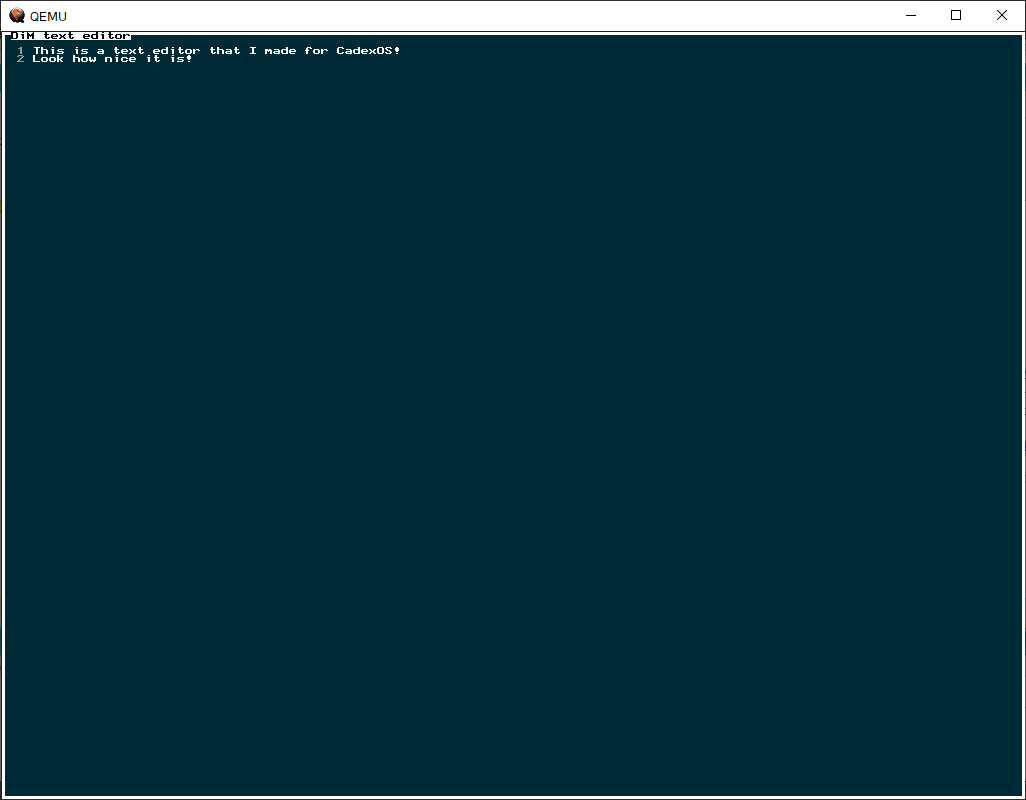 QEMU
DiM text editor
1 This is a text editor that I made for CadexOS!
2 Look how nice it is!